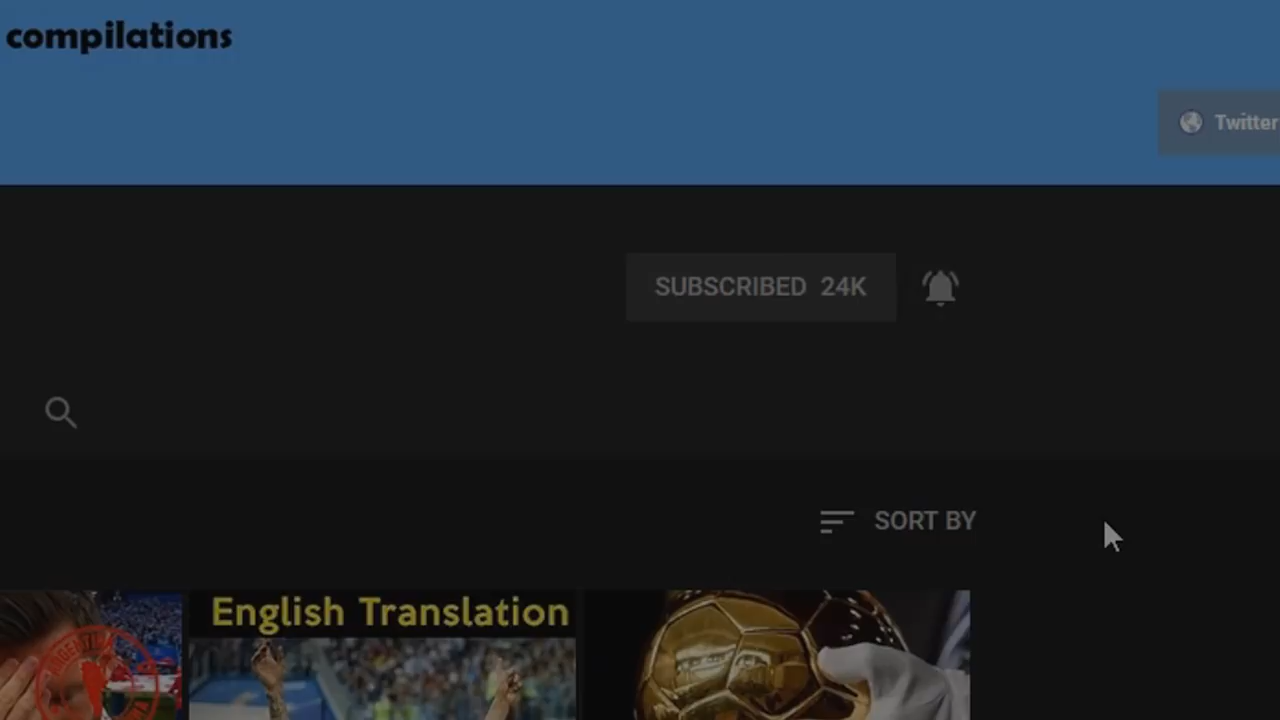 compilations
Twitter
SUBSCRIBED 24K
SORT BY
English Translation